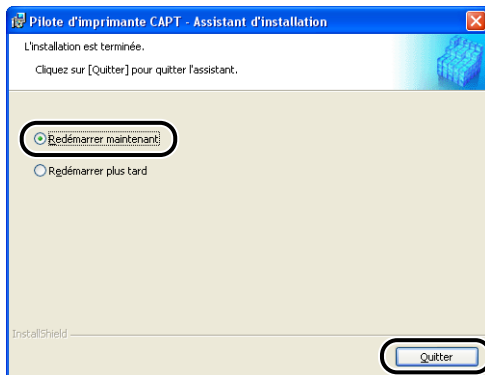 Pilote d'imprimante CAPT - Assistant d'installation
L'installation est terminée.
Cliquez sur [Quitter] pour quitter l'assistant.
Redémarrer maintenant
Redémarrer plus tard
InstallShield
Quitter